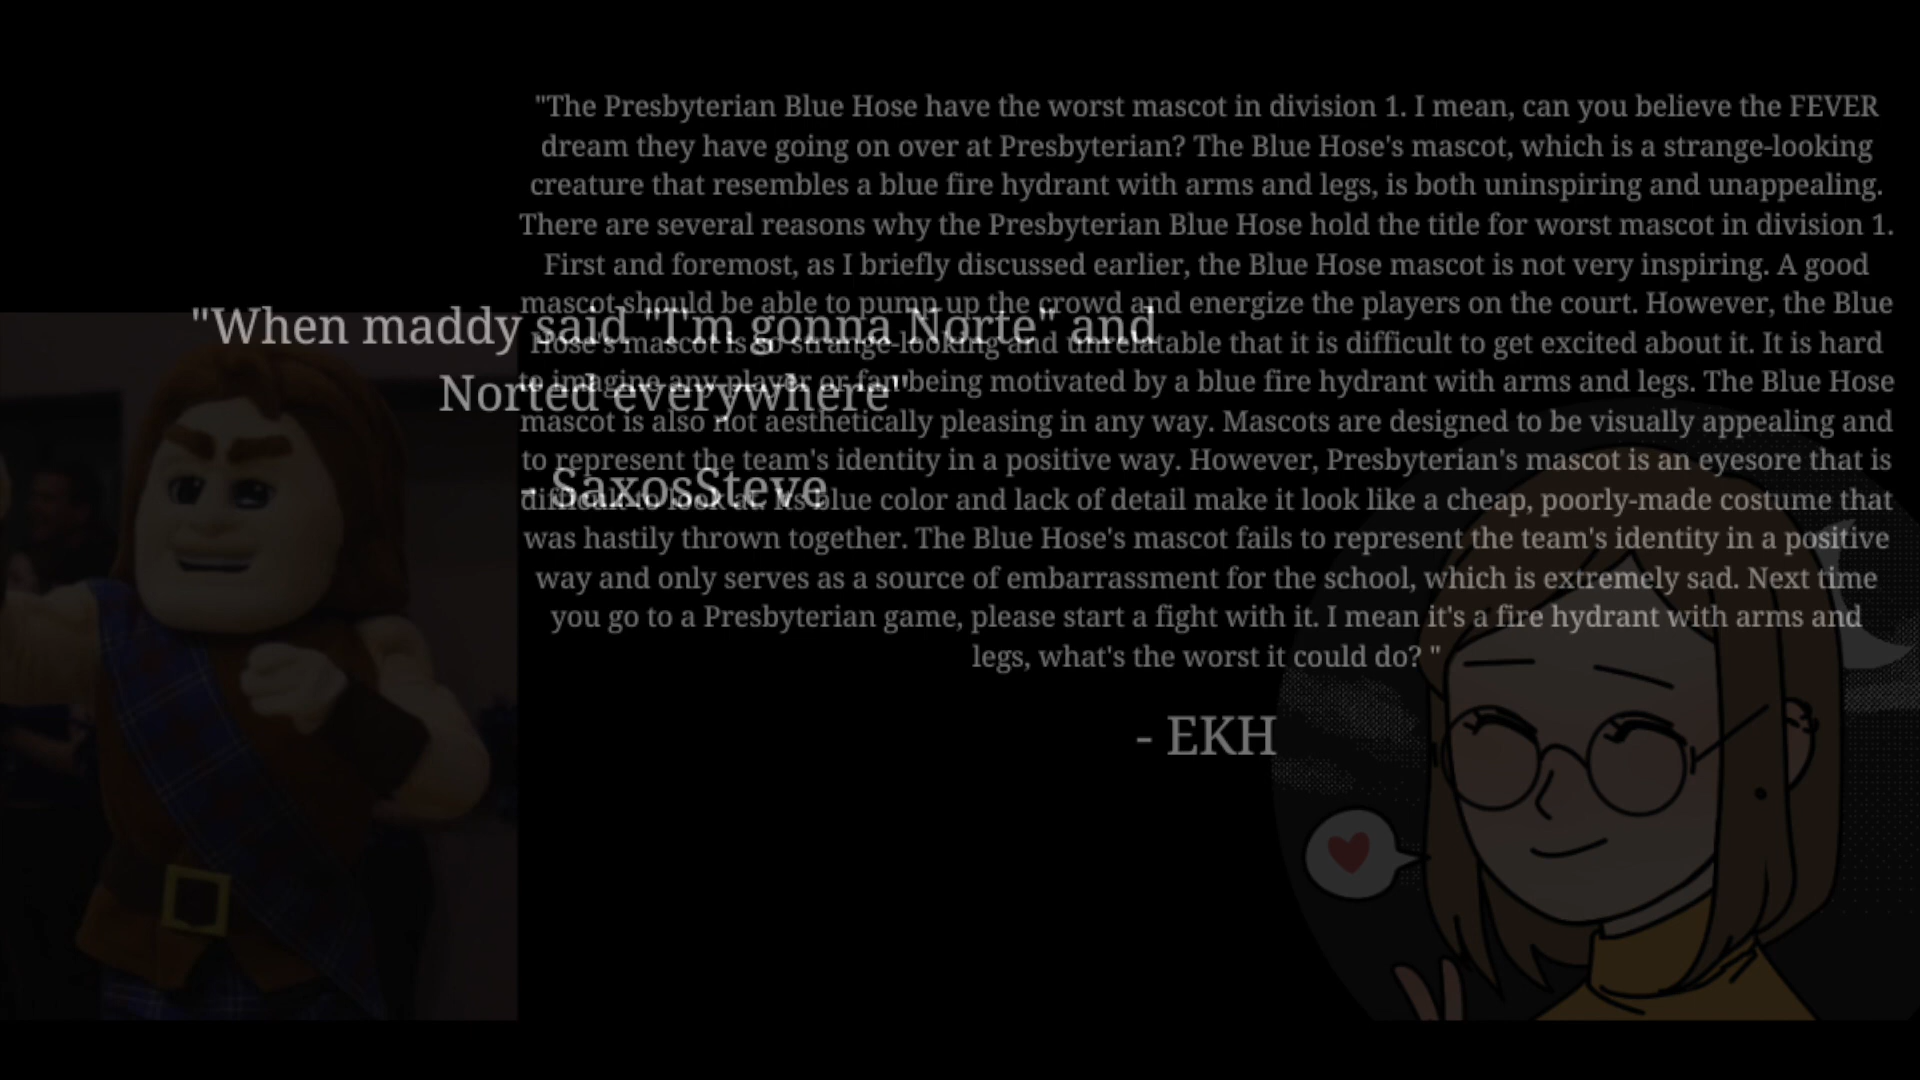 "The Presbyterian Blue Hose have the worst mascot in division 1. I mean, can you believe the FEVER
dream they have going on over at Presbyterian? The Blue Hose's mascot, which is a strange-looking
creature that resembles a blue fire hydrant with arms and legs, is both uninspiring and unappealing.
There are several reasons why the Presbyterian Blue Hose hold the title for worst mascot in division 1.
First and foremost, as I briefly discussed earlier, the Blue Hose mascot is not very inspiring. A good
mascot should be able to pump up the crowd and energize the players on the court. However, the Blue
Hose's mascot is so strange-looking and unrelatable that it is difficult to get excited about it. It is hard
to imagine any player or fan being motivated by a blue fire hydrant with arms and legs. The Blue Hose
mascot is also not aesthetically pleasing in any way. Mascots are designed to be visually appealing and
to represent the team's identity in a positive way. However, Presbyterian's mascot is an eyesore that is
difficult to look at. Its blue color and lack of detail make it look like a cheap, poorly-made costume that
was hastily thrown together. The Blue Hose's mascot fails to represent the team's identity in a positive
way and only serves as a source of embarrassment for the school, which is extremely sad. Next time
you go to a Presbyterian game, please start a fight with it. I mean it's a fire hydrant with arms and
legs, what's the worst it could do? "
- EKH
"When maddy said "I'm gonna Norte" and
Norted everywhere"
- SaxosSteve